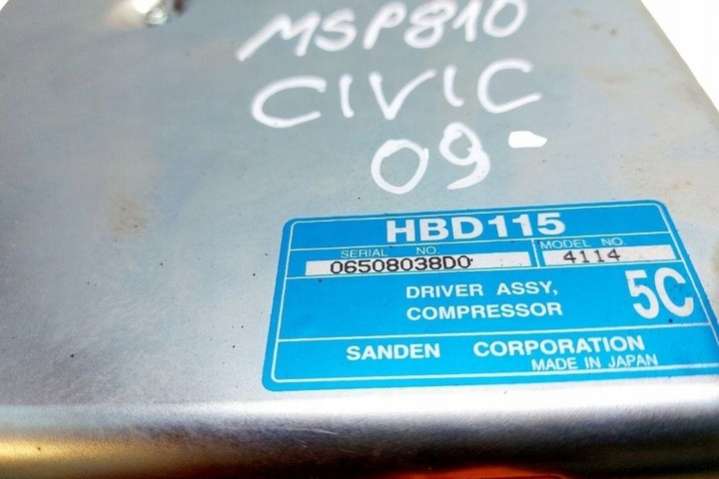 MSP810
CIVIC
09-
HBD115
SERIAL NO.
MODEL NO.
06508038D0
4114
DRIVER ASSY,
COMPRESSOR
5C
SANDEN CORPORATION
MADE IN JAPAN